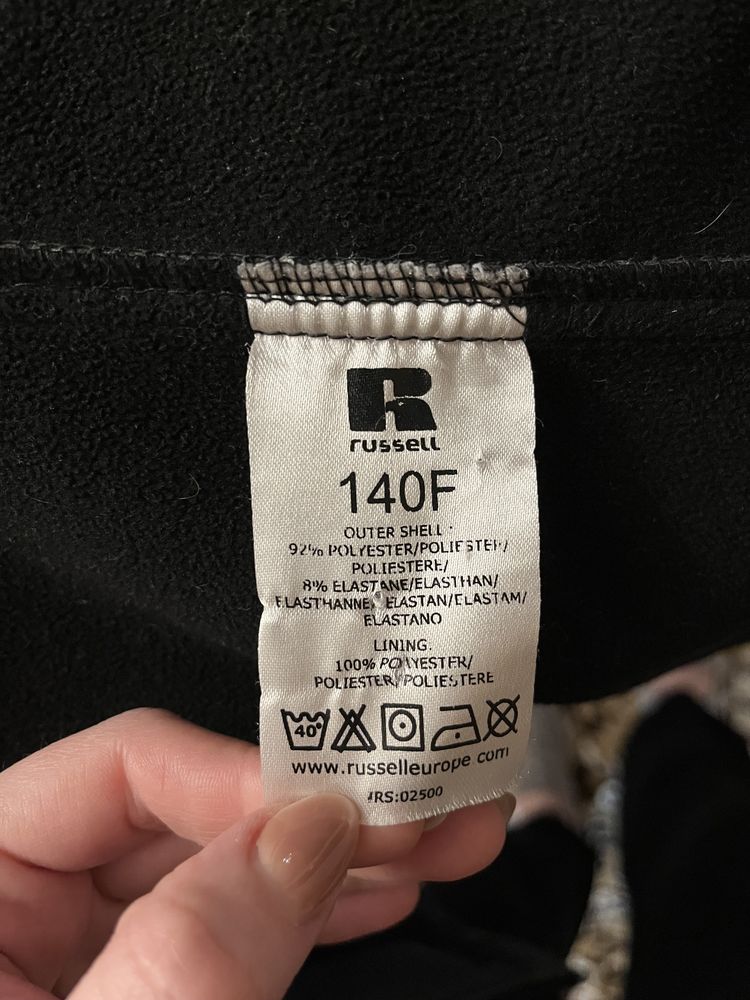 R
russell
140F
OUTER SHELL:
92% POLYESTER/POLIESTER/
POLIESTERE/
8% ELASTANE/ELASTHAN/
ELASTHANNE/ ELASTAN/ELASTAM/
ELASTANO
LINING:
100% POLYESTER/
POLIESTER/POLIESTERE
40°
www.russelleurope.com
RS:02500